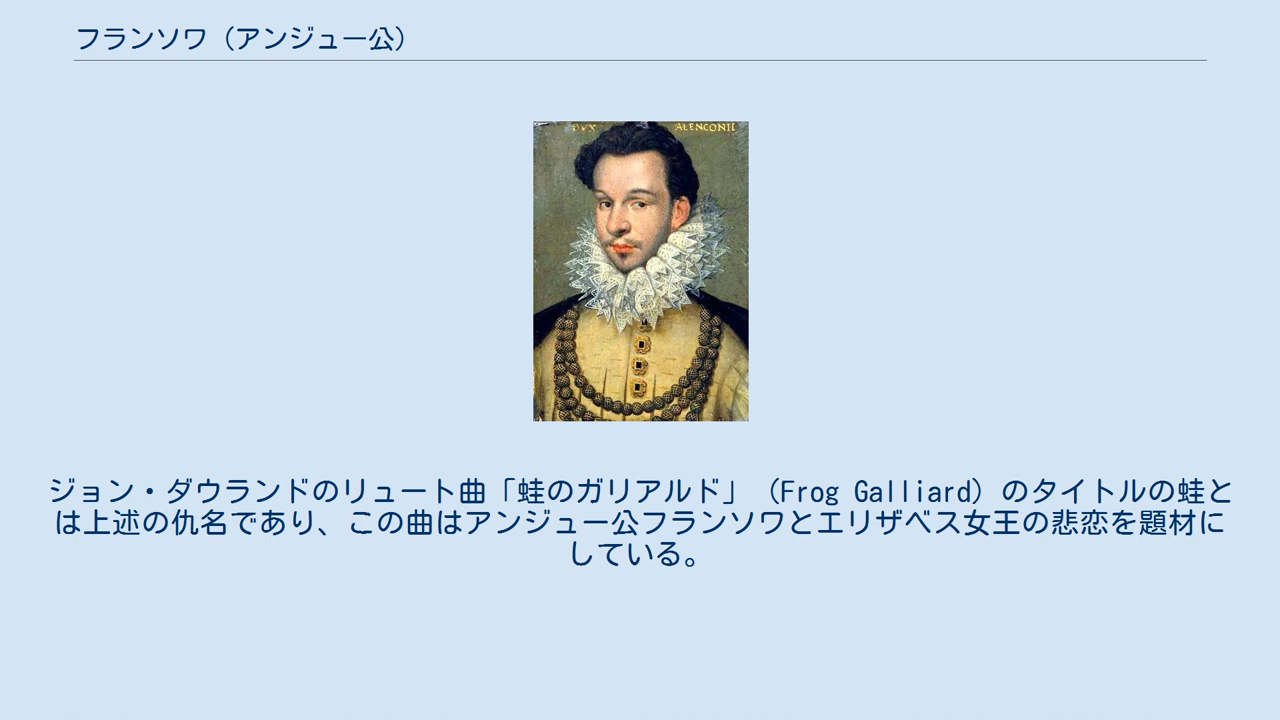 フランソワ（アンジュー公）
DVX ALENCONII
ジョン・ダウランドのリュート曲「蛙のガリアルド」（Frog Galliard）のタイトルの蛙と
は上述の仇名であり、この曲はアンジュー公フランソワとエリザベス女王の悲恋を題材に
している。